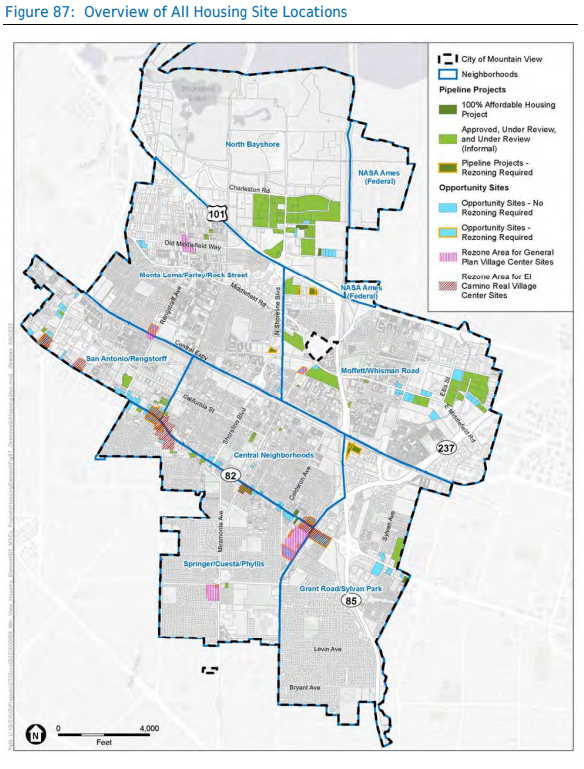 Figure 87: Overview of All Housing Site Locations
City of Mountain View
Neighborhoods
Pipeline Projects
100% Affordable Housing
Project
Approved, Under Review,
and Under Review
(Informal)
Pipeline Projects -
Rezoning Required
Opportunity Sites
Opportunity Sites - No
Rezoning Required
Opportunity Sites -
Rezoning Required
Rezone Area for General
Plan Village Center Sites
Rezone Area for El
Camino Real Village
Center Sites
North Bayshore
NASA Ames
(Federal)
Charleston Rd
101
Old Middlefield Way
Monta Loma/Farley/Rock Street
Middlefield Rd
NASA Ames
(Federal)
Rengstorff Ave
N Shoreline Blvd
Central Expy
San Antonio/Rengstorff
Moffett/Whisman Road
Ellis St
E Middlefield Rd
California St
Shoreline Blvd
237
Central Neighborhoods
82
Calderon Ave
Miramonte Ave
Sylvan Ave
Springer/Cuesta/Phyllis
Grant Road/Sylvan Park
85
Levin Ave
Bryant Ave
N
0 4,000
Feet